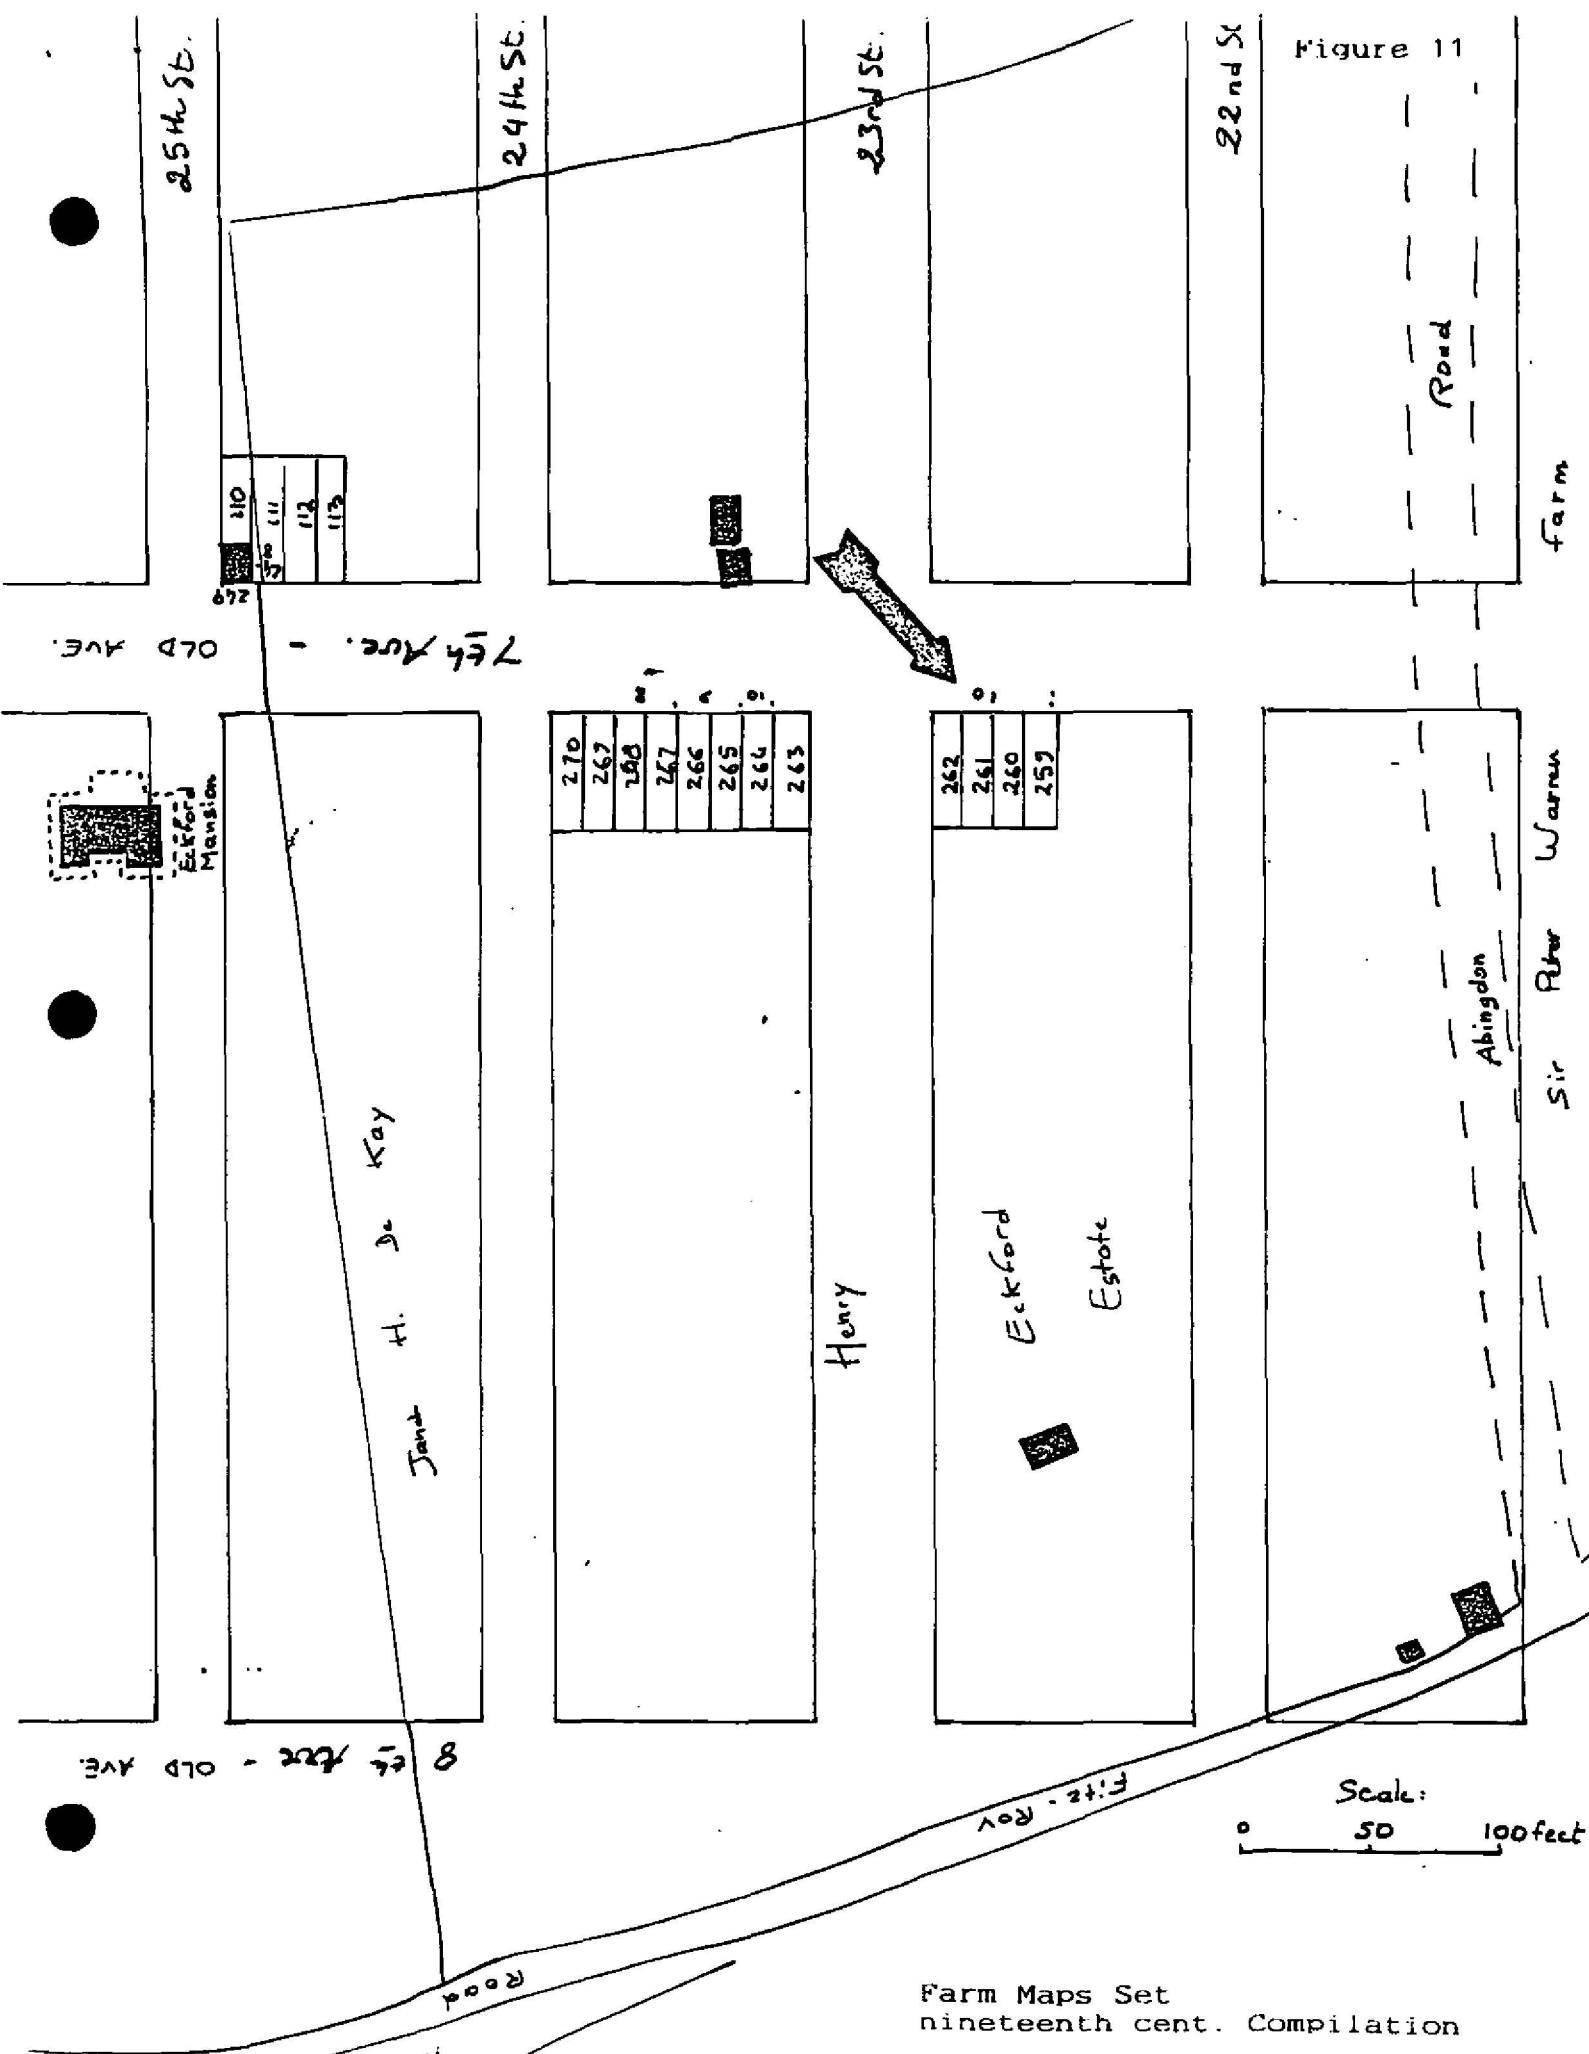 Figure 11
25th St.
24th St.
23rd St.
22nd St
Road
Farm
110
111
112
113
249
7th Ave. - OLD AVE.
270
269
268
267
266
265
264
263
262
261
260
259
Eckford
Mansion
Abingdon
Sir Peter Warren
H. De Kay
Henry
Eckford
Estate
8th Ave - OLD AVE.
Fitz - Roy
Road
Scale:
0 50 100 feet
Farm Maps Set
nineteenth cent. Compilation